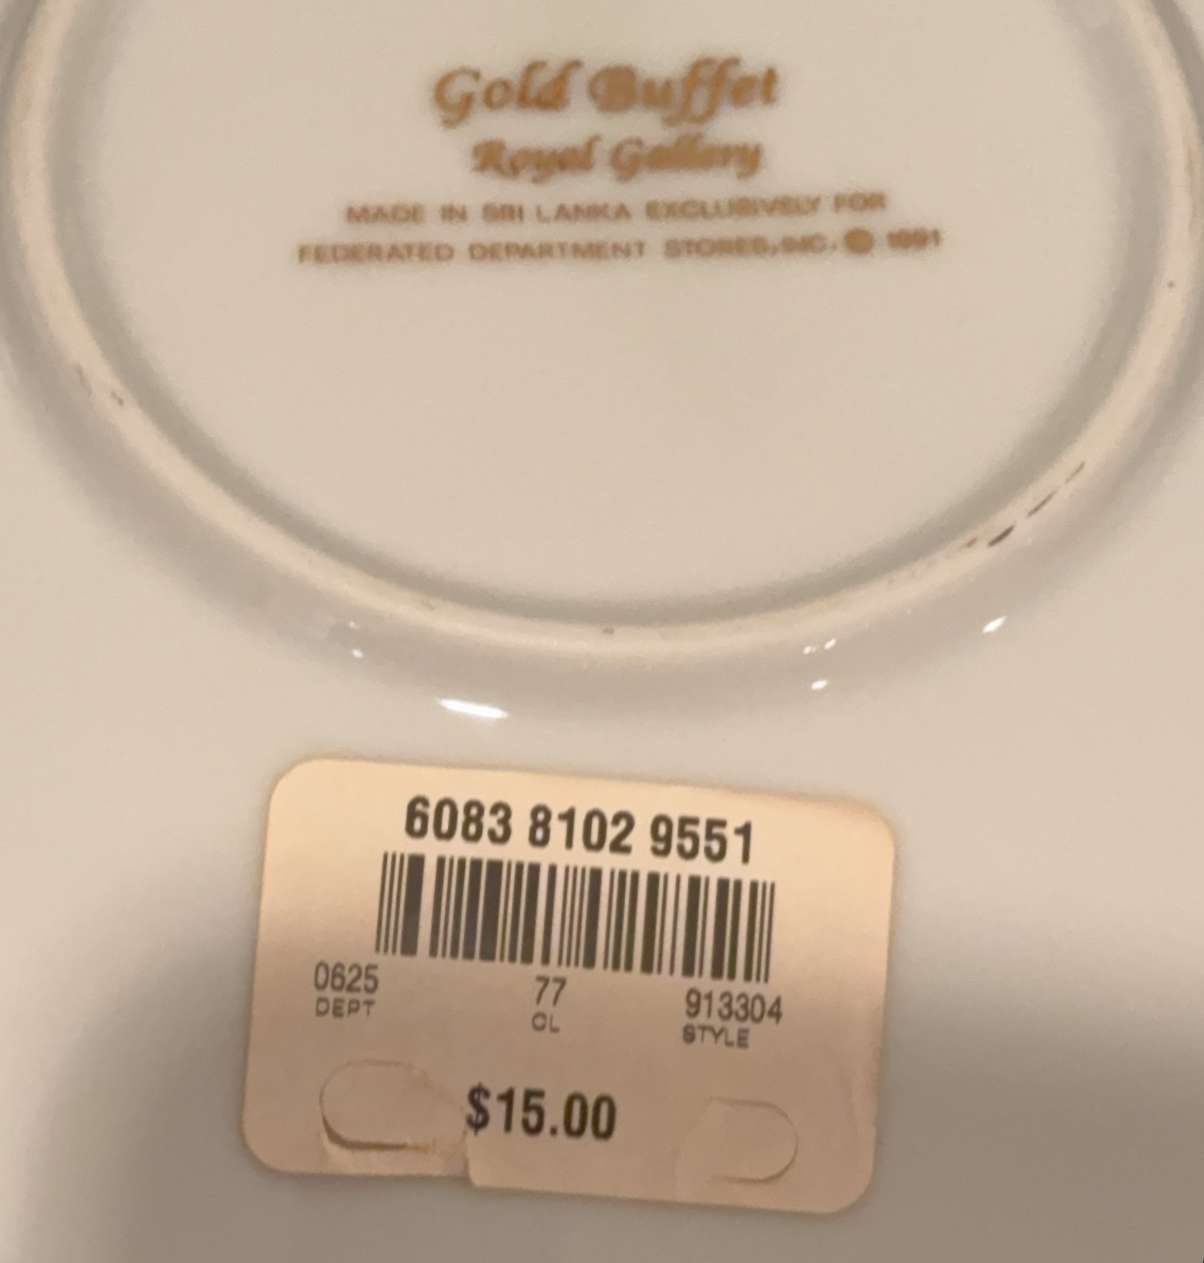 Gold Buffet
Royal Gallery
MADE IN SRI LANKA EXCLUSIVELY FOR
FEDERATED DEPARTMENT STORES, INC. © 1991
6083 8102 9551
0625 77 913304
DEPT CL STYLE
$15.00